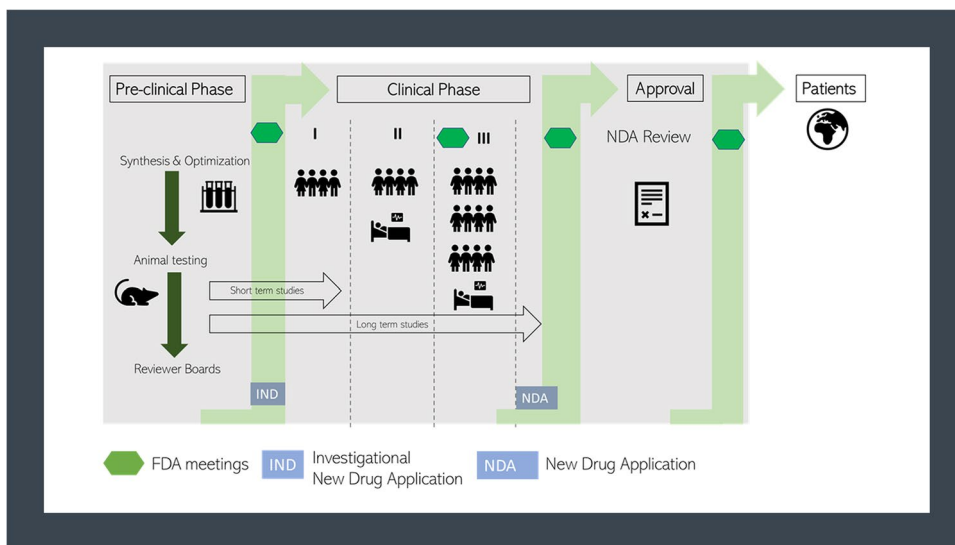 Pre-clinical Phase
Clinical Phase
Approval
Patients
I
II
III
NDA Review
Synthesis & Optimization
Animal testing
Short term studies
Long term studies
Reviewer Boards
IND
NDA
FDA meetings
IND
Investigational
New Drug Application
NDA
New Drug Application